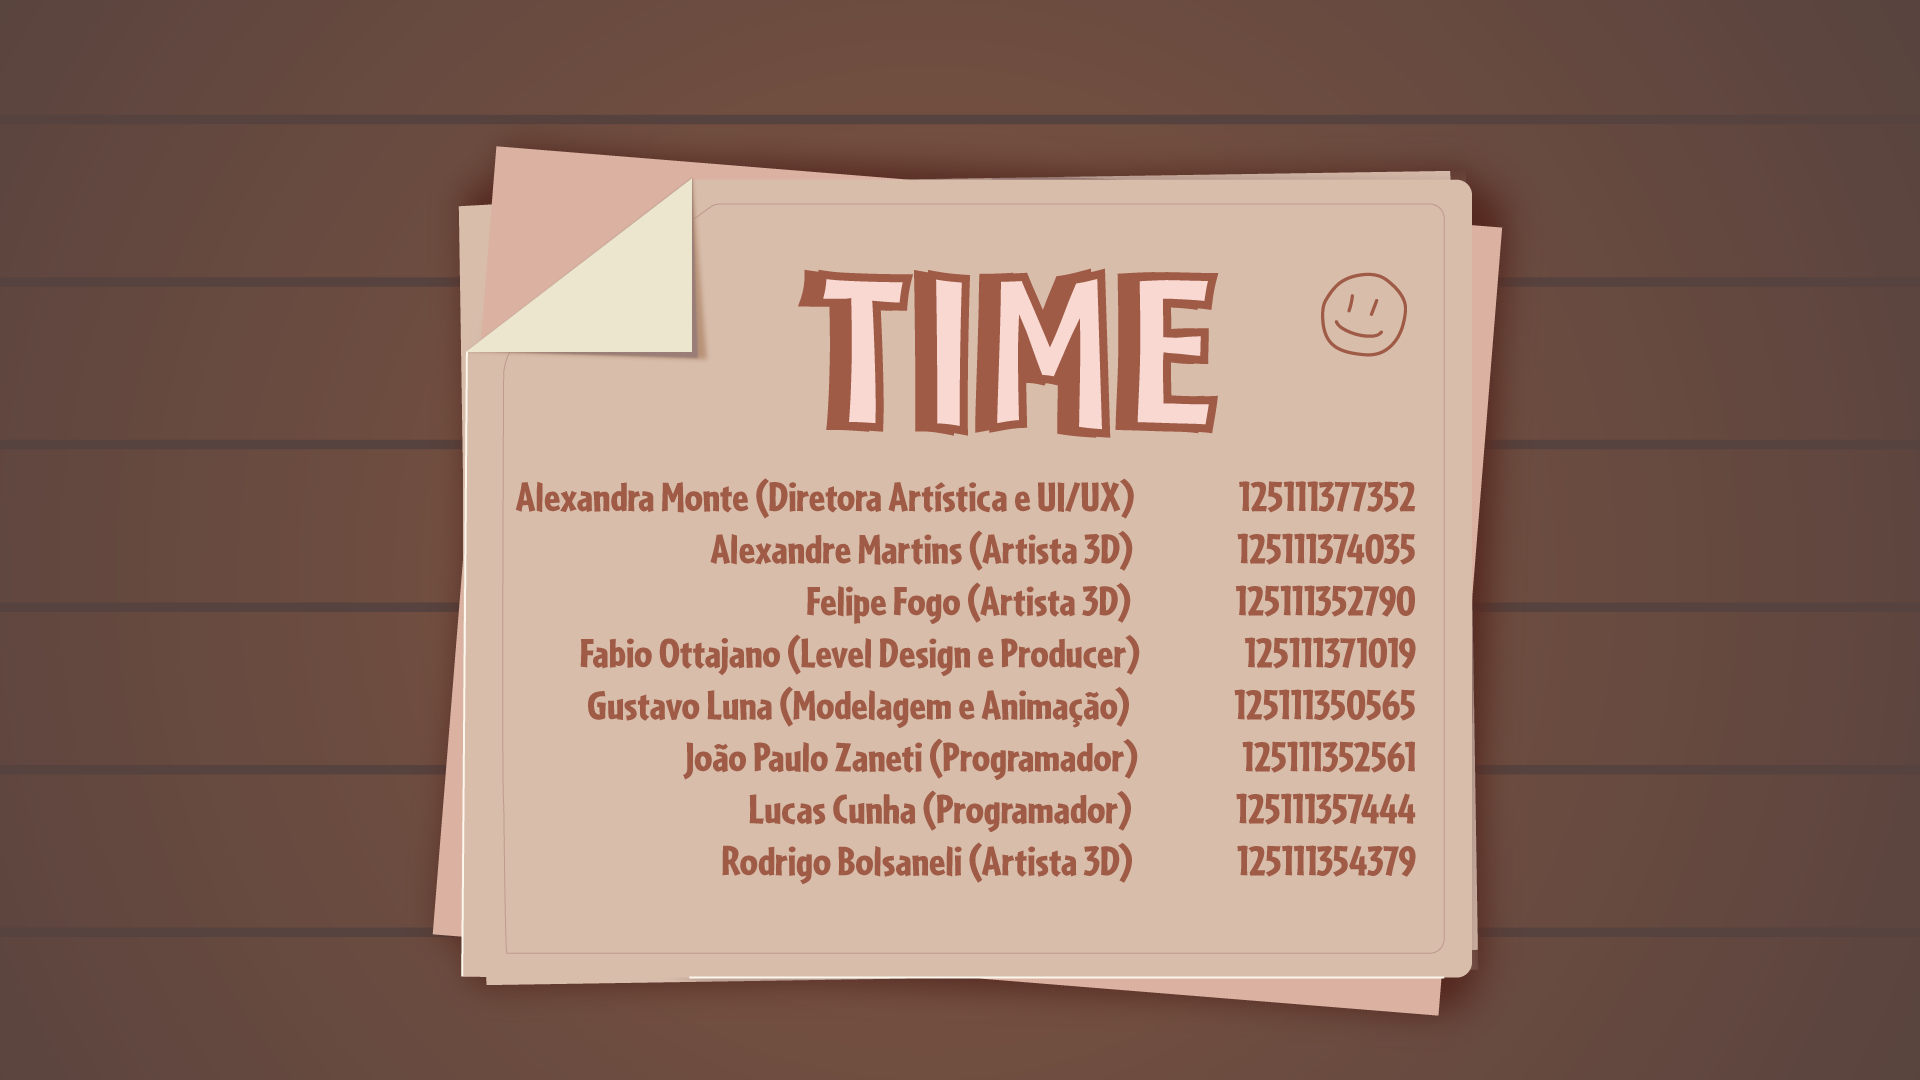 TIME
Alexandra Monte (Diretora Artística e UI/UX) 125111377352
Alexandre Martins (Artista 3D) 125111374035
Felipe Fogo (Artista 3D) 125111352790
Fabio Ottajano (Level Design e Producer) 125111371019
Gustavo Luna (Modelagem e Animação) 125111350565
João Paulo Zaneti (Programador) 125111352561
Lucas Cunha (Programador) 125111357444
Rodrigo Bolsaneli (Artista 3D) 125111354379